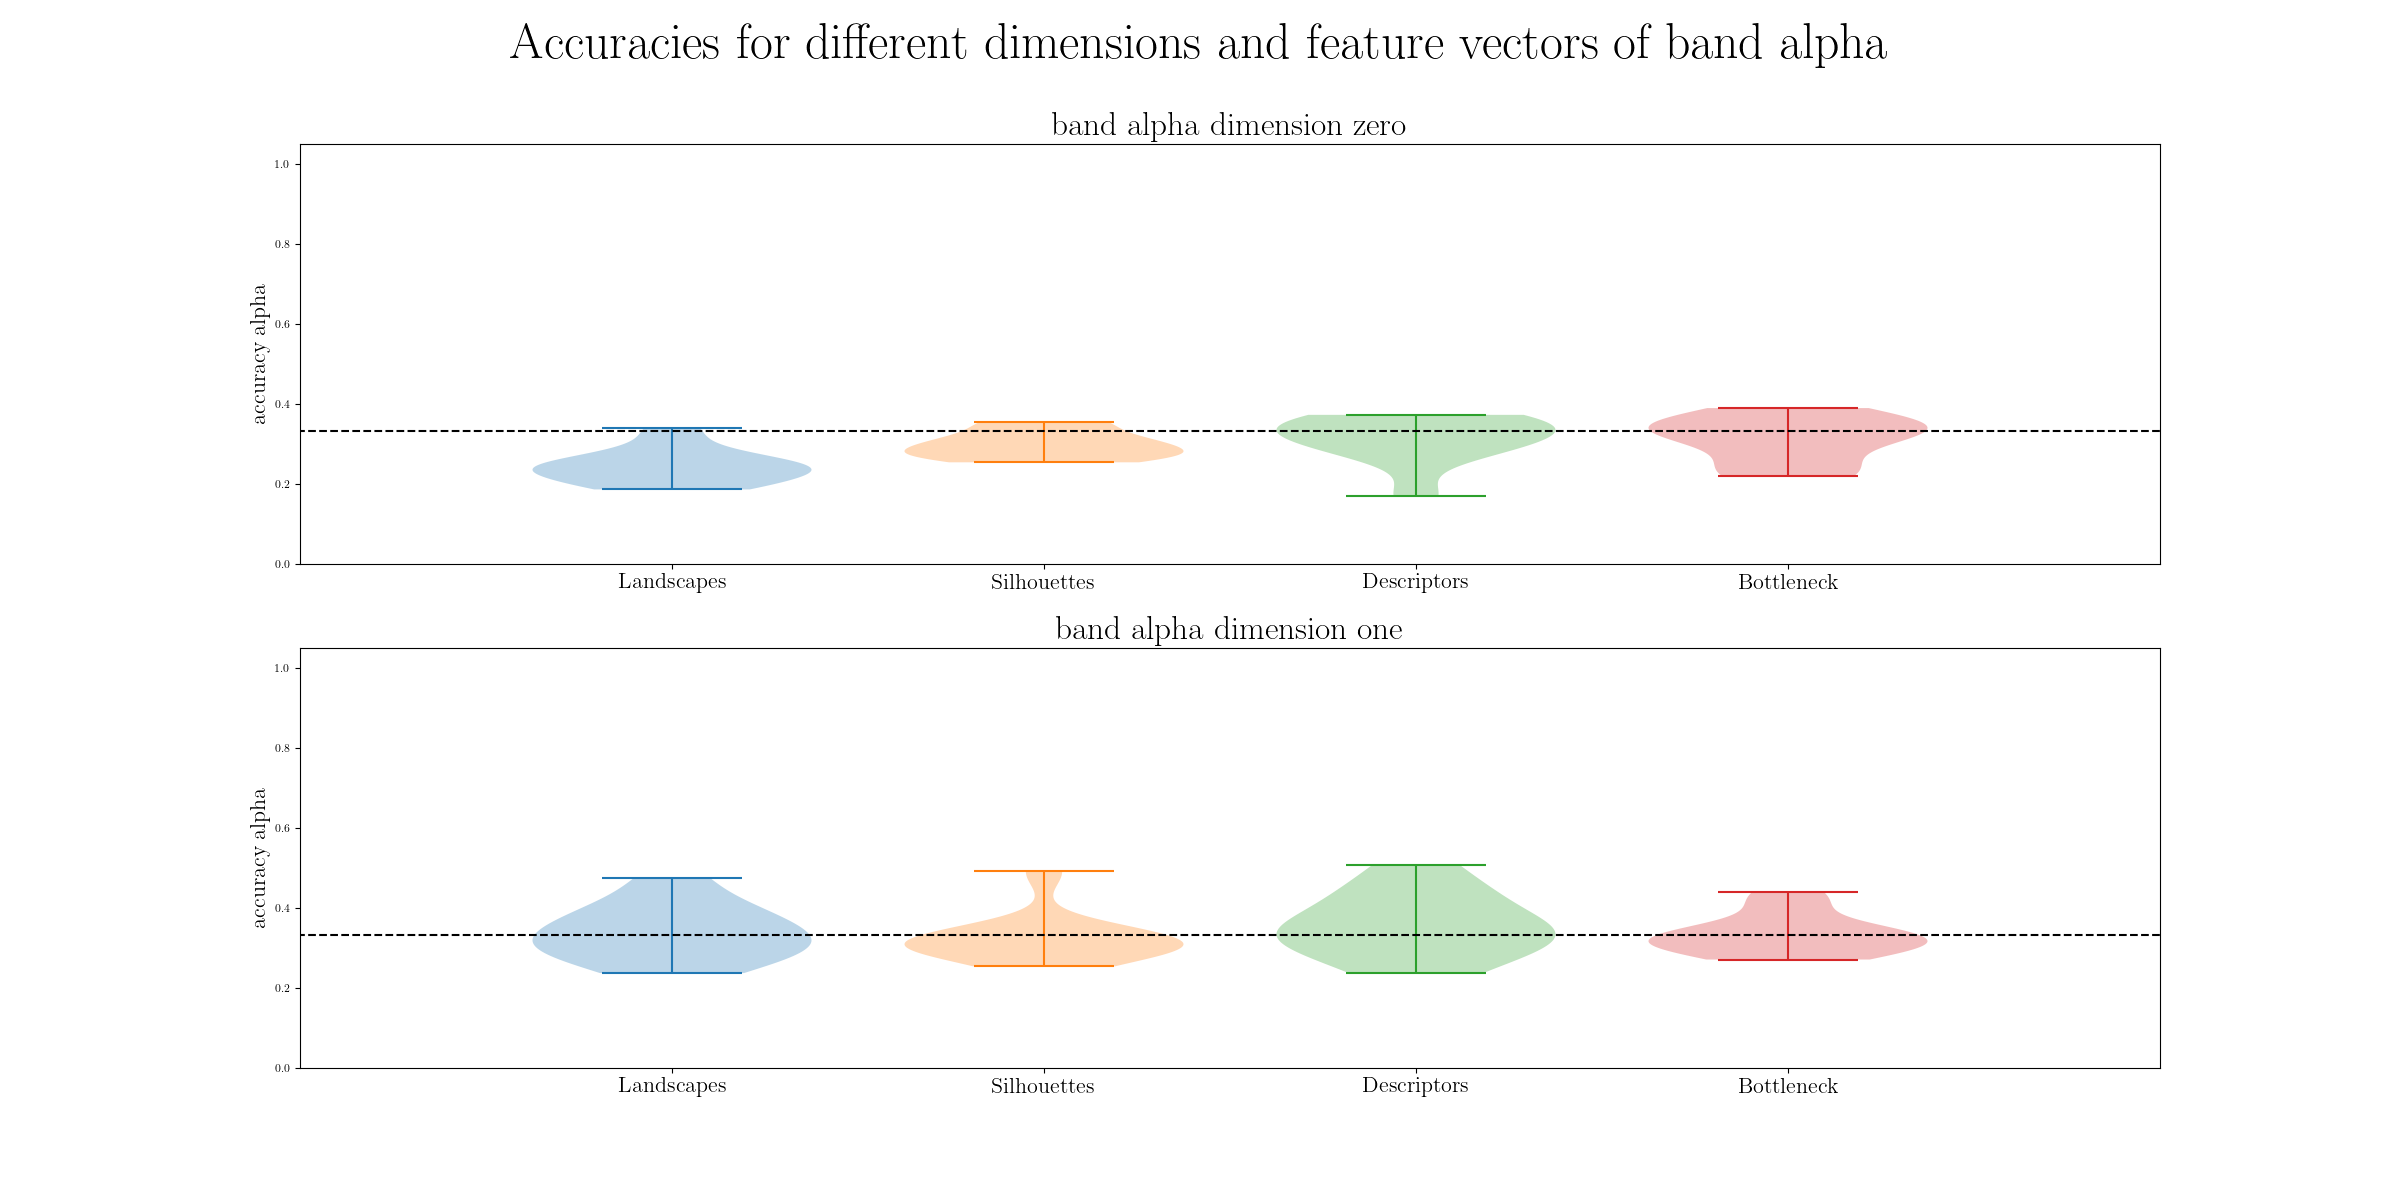 Accuracies for different dimensions and feature vectors of band alpha
band alpha dimension zero
1.0
0.8
0.6
0.4
0.2
0.0
accuracy alpha
Landscapes Silhouettes Descriptors Bottleneck
band alpha dimension one
1.0
0.8
0.6
0.4
0.2
0.0
accuracy alpha
Landscapes Silhouettes Descriptors Bottleneck